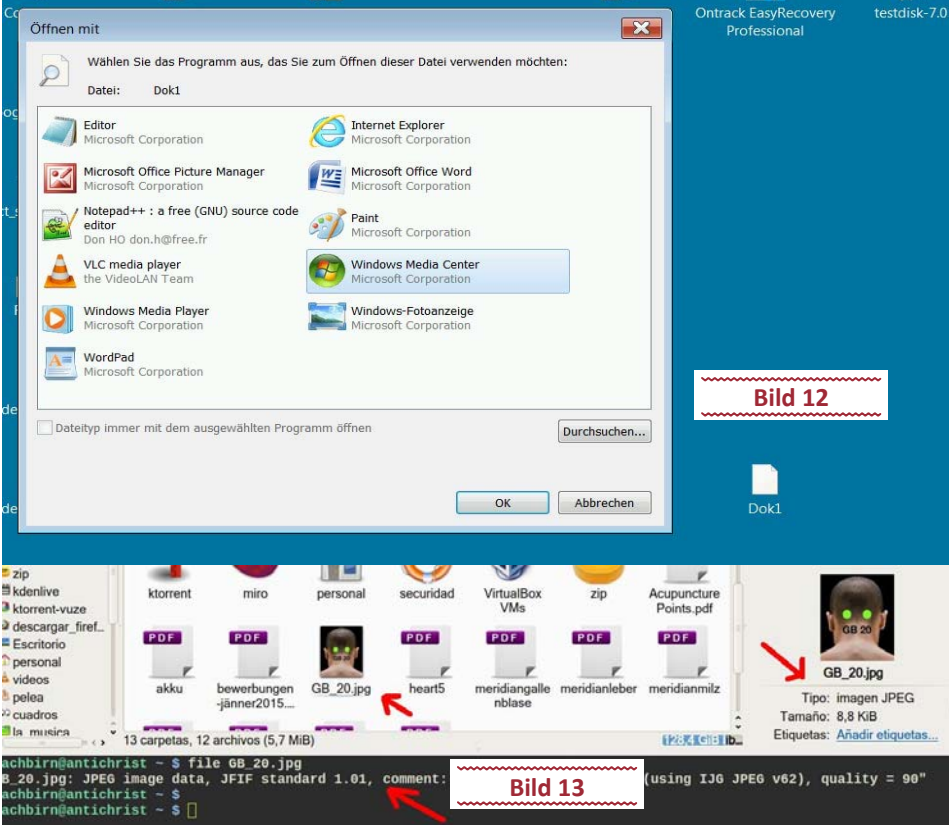 Ontrack EasyRecovery
Professional
testdisk-7.0
Öffnen mit
Wählen Sie das Programm aus, das Sie zum Öffnen dieser Datei verwenden möchten:
Datei: Dok1
Editor
Microsoft Corporation
Internet Explorer
Microsoft Corporation
Microsoft Office Picture Manager
Microsoft Corporation
Microsoft Office Word
Microsoft Corporation
Notepad++ : a free (GNU) source code
editor
Don HO don.h@free.fr
Paint
Microsoft Corporation
VLC media player
the VideoLAN Team
Windows Media Center
Microsoft Corporation
Windows Media Player
Microsoft Corporation
Windows-Fotoanzeige
Microsoft Corporation
WordPad
Microsoft Corporation
Bild 12
Dateityp immer mit dem ausgewählten Programm öffnen
Durchsuchen...
OK
Abbrechen
Dok1
zip
kdenlive
ktorrent-vuze
descargar_firef...
Escritorio
personal
videos
pelea
cuadros
la musica
ktorrent
miro
personal
securidad
VirtualBox
VMs
zip
Acupuncture
Points.pdf
PDF
PDF
PDF
PDF
PDF
PDF
akku
bewerbungen
-jänner2015...
GB_20.jpg
heart5
meridiangalle
nblase
meridianleber
meridianmilz
GB 20
GB_20.jpg
Tipo: imagen JPEG
Tamaño: 8,8 KiB
Etiquetas: Añadir etiquetas...
13 carpetas, 12 archivos (5,7 MiB)
128,4 GiB lib...
achbirn@antichrist ~ $ file GB_20.jpg
B_20.jpg: JPEG image data, JFIF standard 1.01, comment: (using IJG JPEG v62), quality = 90"
achbirn@antichrist ~ $
achbirn@antichrist ~ $
Bild 13